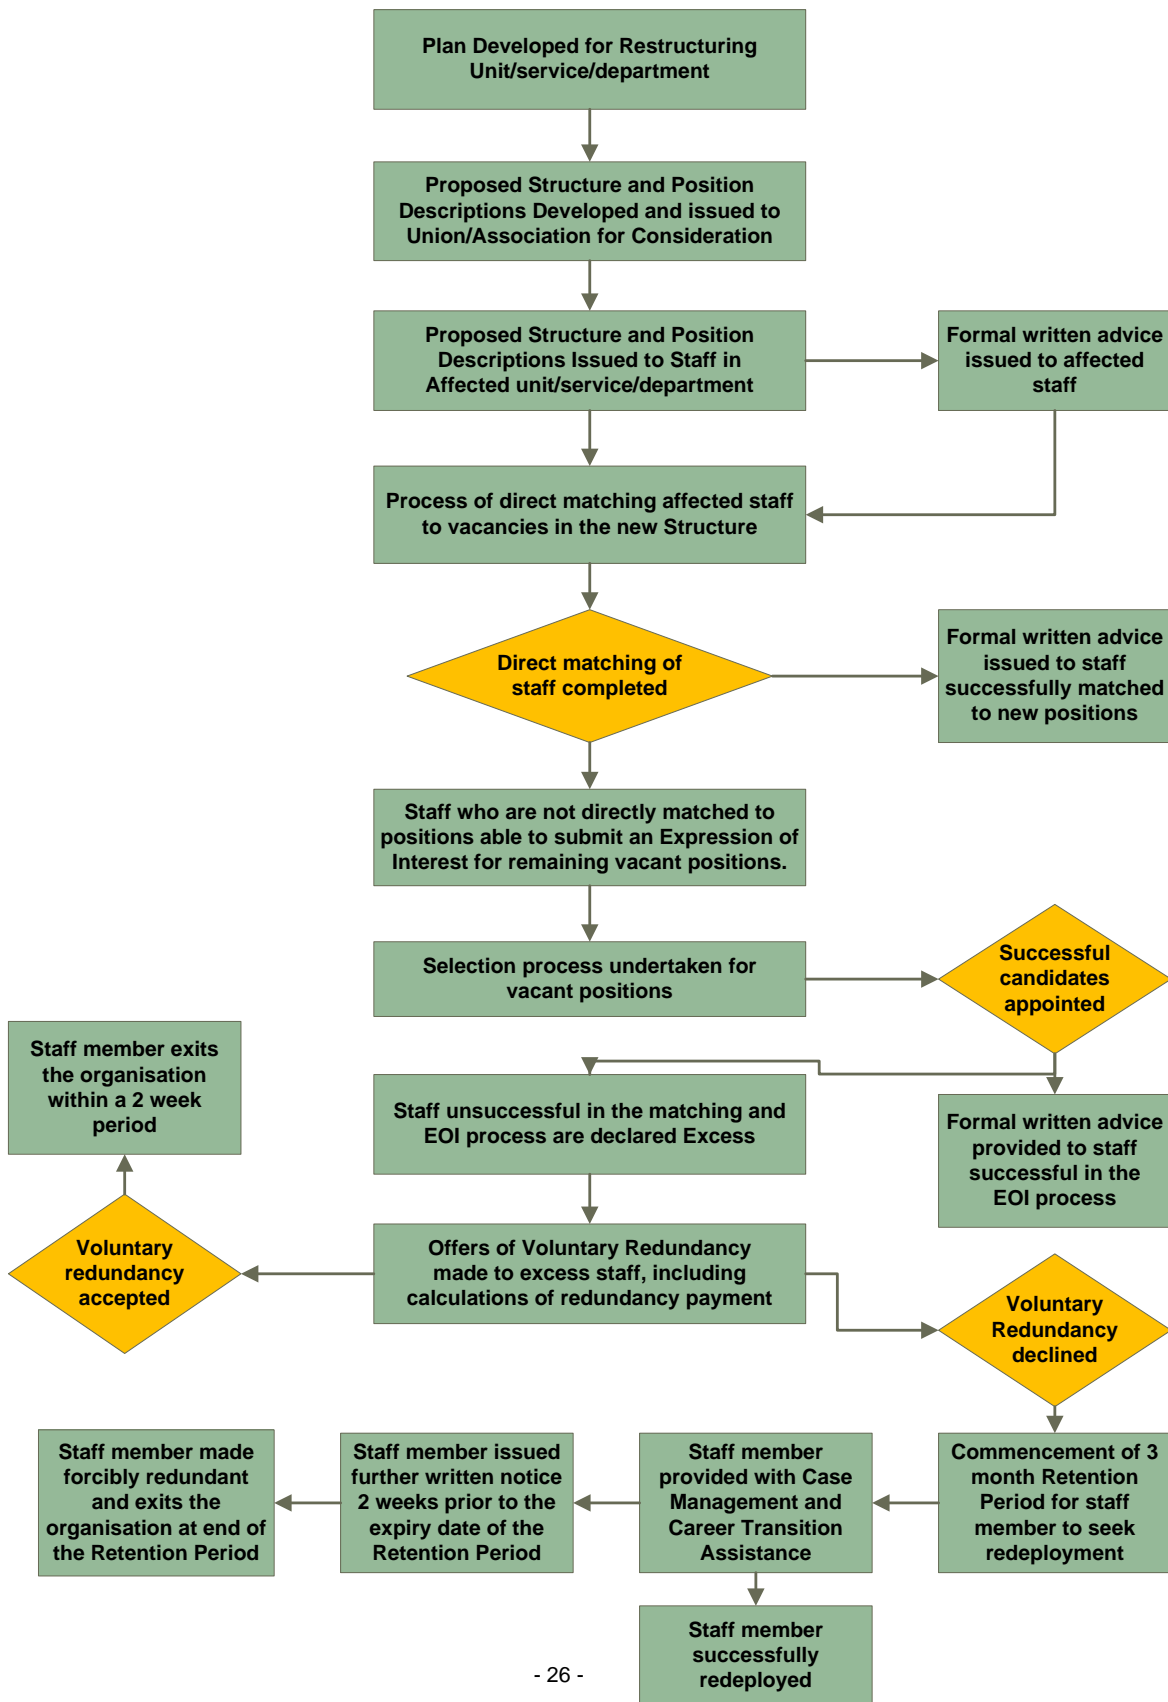 Plan Developed for Restructuring
Unit/service/department
Proposed Structure and Position
Descriptions Developed and issued to
Union/Association for Consideration
Proposed Structure and Position
Descriptions Issued to Staff in
Affected unit/service/department
Formal written advice
issued to affected
staff
Process of direct matching affected staff
to vacancies in the new Structure
Direct matching of
staff completed
Formal written advice
issued to staff
successfully matched
to new positions
Staff who are not directly matched to
positions able to submit an Expression of
Interest for remaining vacant positions.
Selection process undertaken for
vacant positions
Successful
candidates
appointed
Staff member exits
the organisation
within a 2 week
period
Staff unsuccessful in the matching and
EOI process are declared Excess
Formal written advice
provided to staff
successful in the
EOI process
Voluntary
redundancy
accepted
Offers of Voluntary Redundancy
made to excess staff, including
calculations of redundancy payment
Voluntary
Redundancy
declined
Staff member made
forcibly redundant
and exits the
organisation at end of
the Retention Period
Staff member issued
further written notice
2 weeks prior to the
expiry date of the
Retention Period
Staff member
provided with Case
Management and
Career Transition
Assistance
Commencement of 3
month Retention
Period for staff
member to seek
redeployment
Staff member
successfully
redeployed
- 26 -